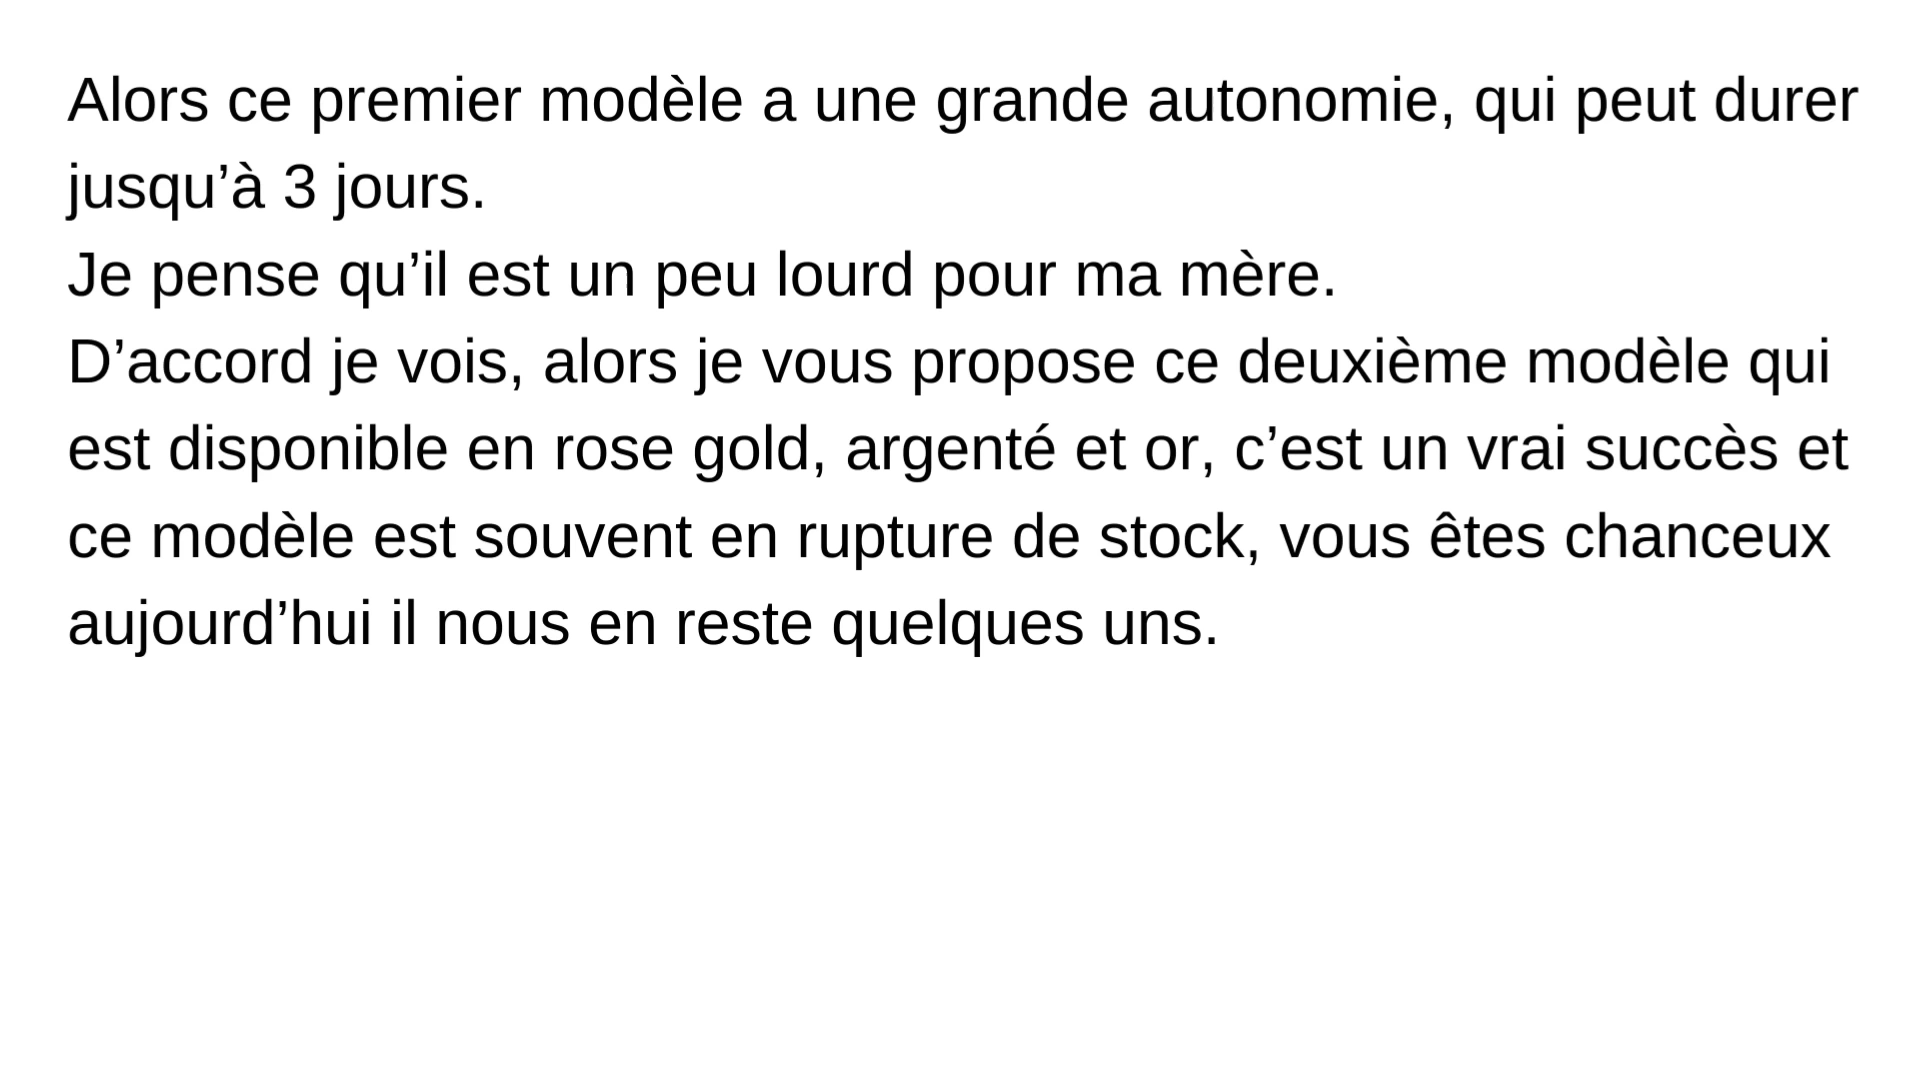 Alors ce premier modèle a une grande autonomie, qui peut durer
jusqu’à 3 jours.
Je pense qu’il est un peu lourd pour ma mère.
D’accord je vois, alors je vous propose ce deuxième modèle qui
est disponible en rose gold, argenté et or, c’est un vrai succès et
ce modèle est souvent en rupture de stock, vous êtes chanceux
aujourd’hui il nous en reste quelques uns.